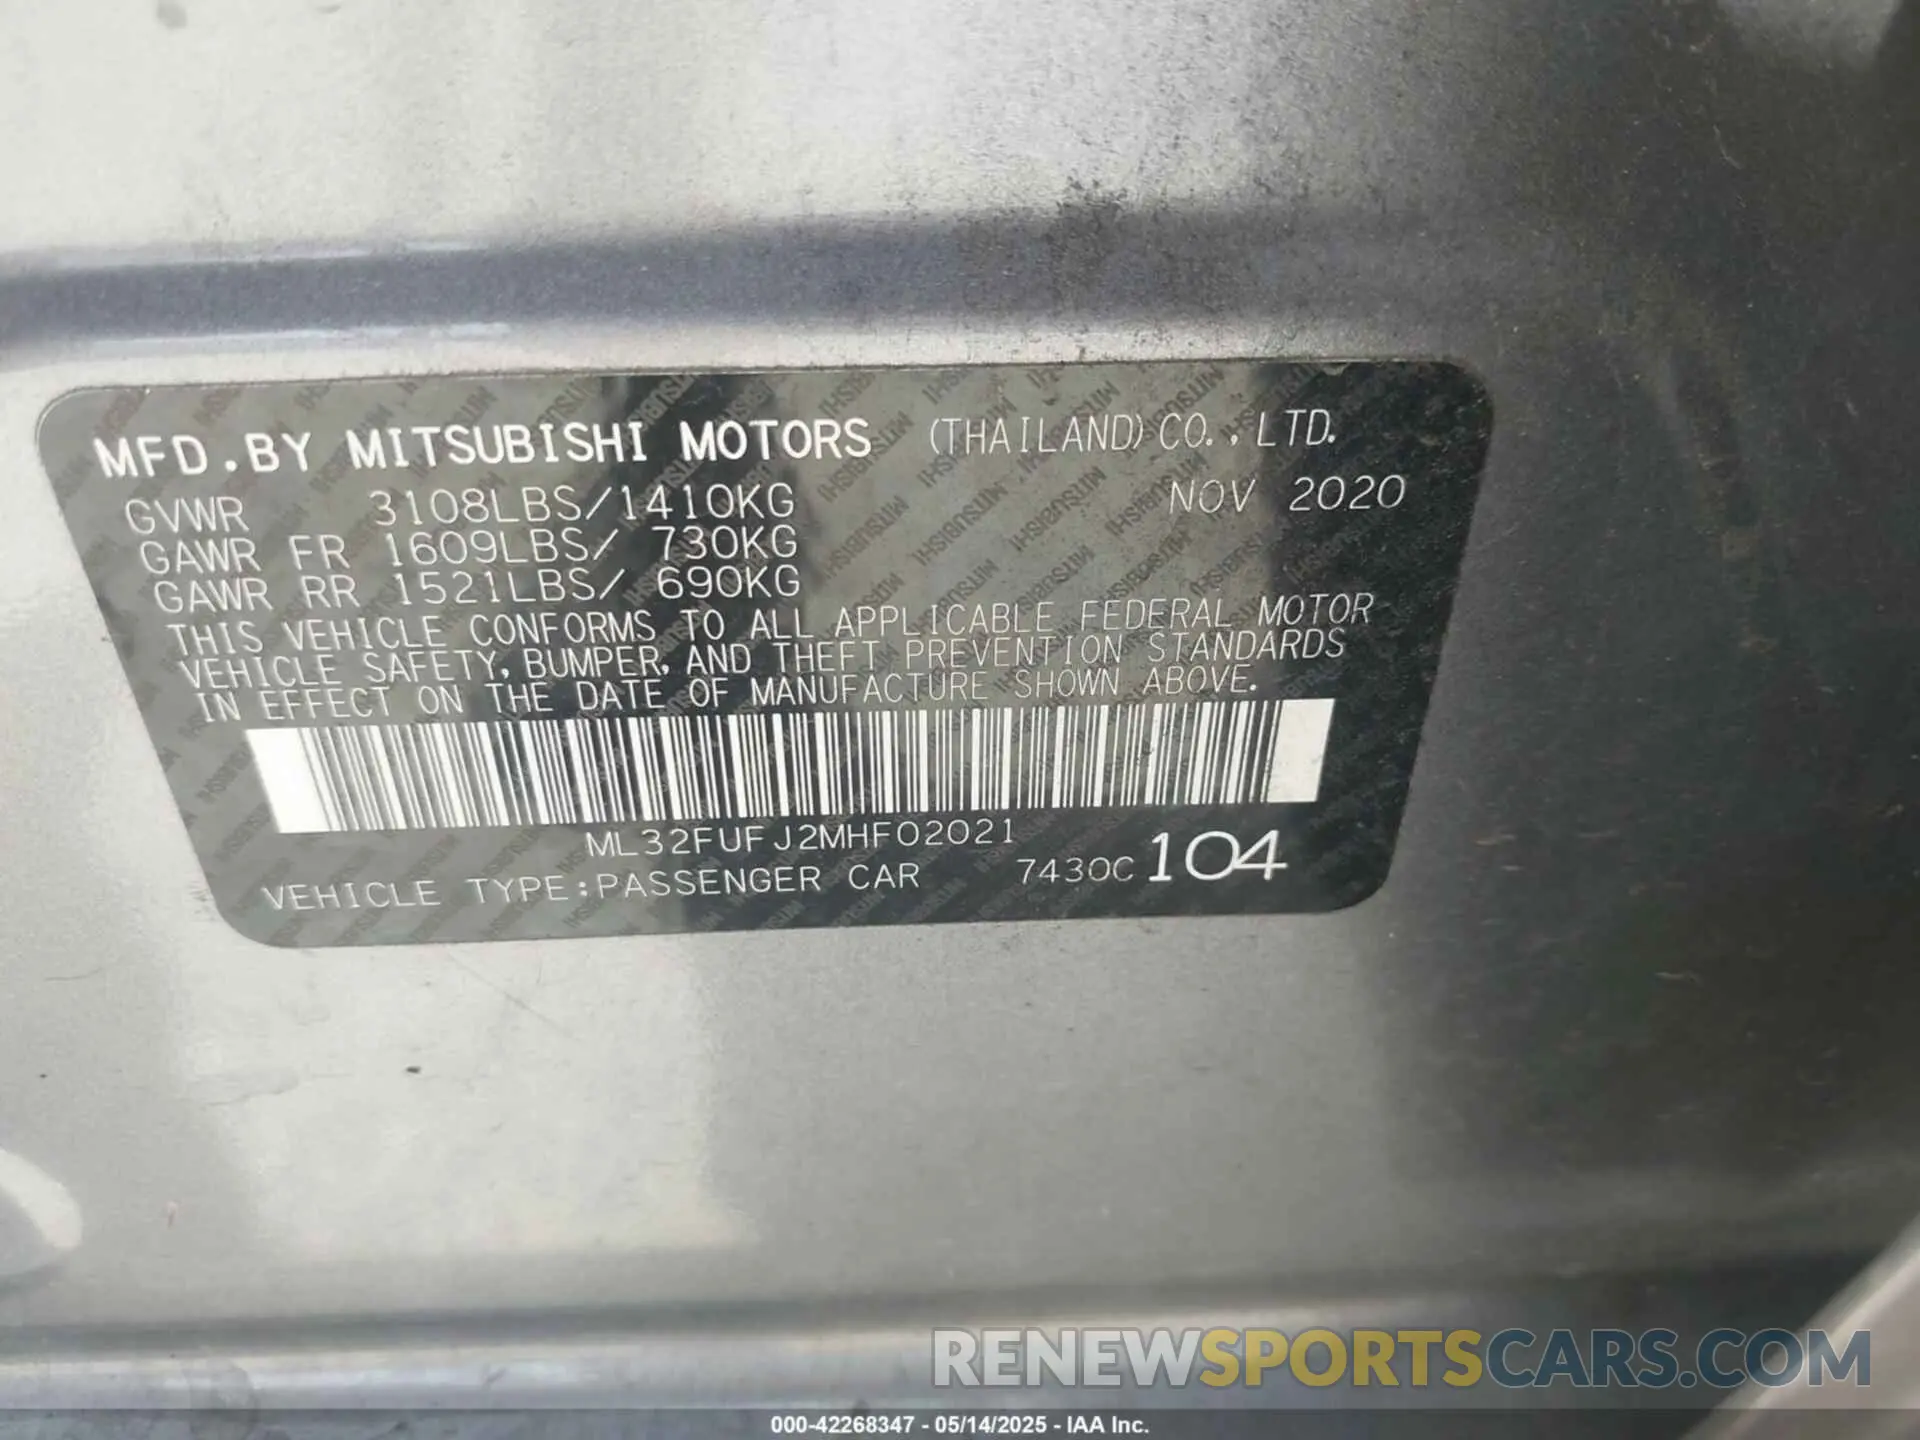 MFD.BY MITSUBISHI MOTORS (THAILAND)CO.,LTD.
GVWR 3108LBS/1410KG NOV 2020
GAWR FR 1609LBS/ 730KG
GAWR RR 1521LBS/ 690KG
THIS VEHICLE CONFORMS TO ALL APPLICABLE FEDERAL MOTOR
VEHICLE SAFETY, BUMPER, AND THEFT PREVENTION STANDARDS
IN EFFECT ON THE DATE OF MANUFACTURE SHOWN ABOVE.
ML32FUFJ2MHF02021
VEHICLE TYPE:PASSENGER CAR 7430C 104
RENEWSPORTSCARS.COM
000-42268347 - 05/14/2025 - IAA Inc.